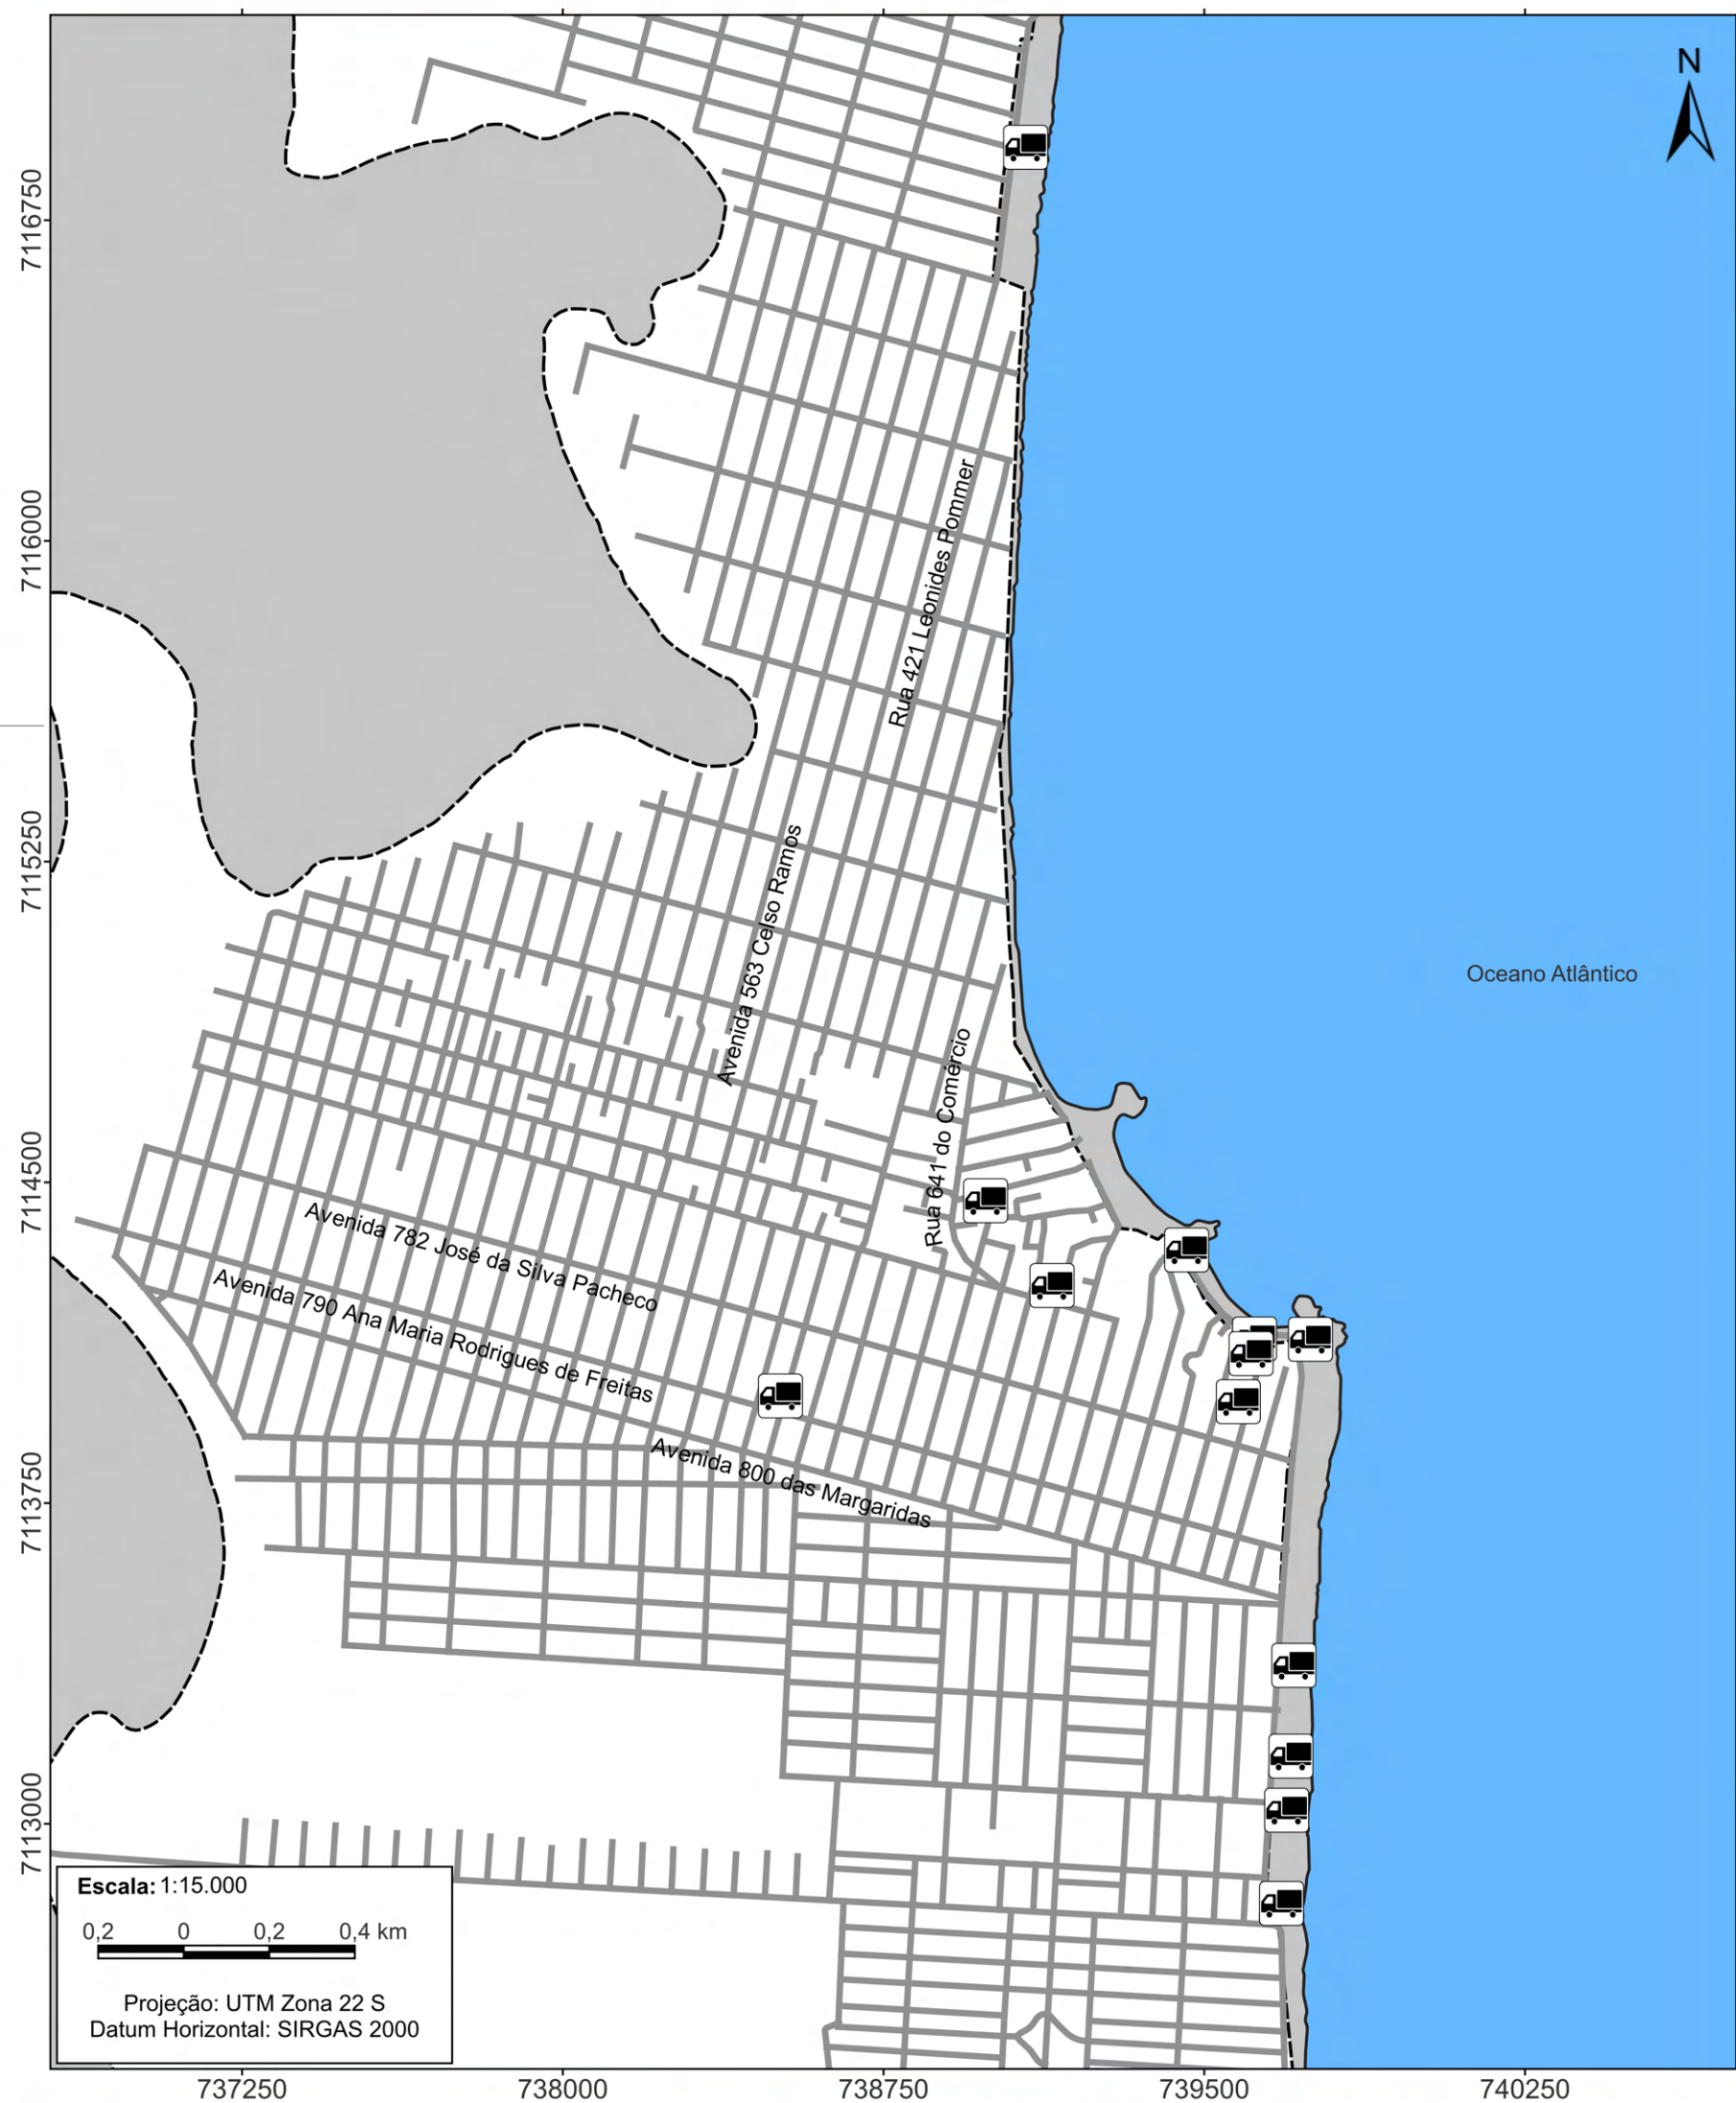 N
7116750
7116000
7115250
7114500
7113750
7113000
Rua 421 Leonides Pommer
Avenida 563 Celso Ramos
Oceano Atlântico
Rua 641 do Comércio
Avenida 782 José da Silva Pacheco
Avenida 790 Ana Maria Rodrigues de Freitas
Avenida 800 das Margaridas
Escala: 1:15.000
0,2 0 0,2 0,4 km
Projeção: UTM Zona 22 S
Datum Horizontal: SIRGAS 2000
737250 738000 738750 739500 740250